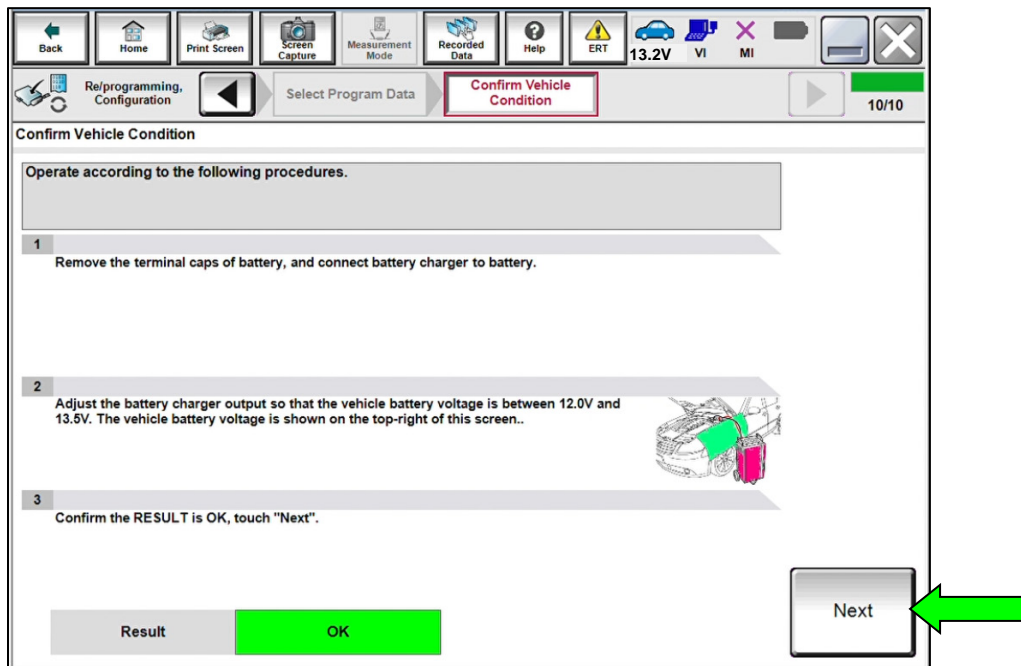 Back
Home
Print Screen
Screen
Capture
Measurement
Mode
Recorded
Data
Help
ERT
13.2V
VI
MI
Re/programming,
Configuration
Select Program Data
Confirm Vehicle
Condition
10/10
Confirm Vehicle Condition
Operate according to the following procedures.
1
Remove the terminal caps of battery, and connect battery charger to battery.
2
Adjust the battery charger output so that the vehicle battery voltage is between 12.0V and
13.5V. The vehicle battery voltage is shown on the top-right of this screen..
3
Confirm the RESULT is OK, touch "Next".
Next
Result
OK